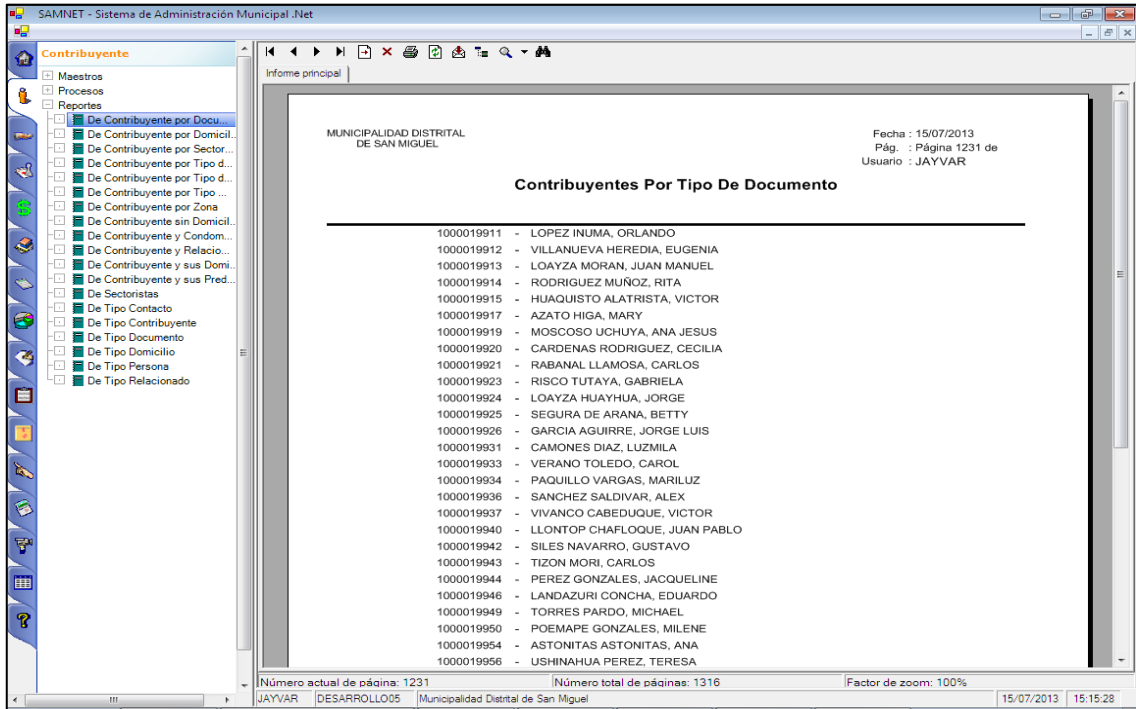 SAMNET - Sistema de Administración Municipal .Net
Contribuyente
Maestros
Procesos
Reportes
De Contribuyente por Docu...
De Contribuyente por Domicil...
De Contribuyente por Sector...
De Contribuyente por Tipo d...
De Contribuyente por Tipo d...
De Contribuyente por Tipo ...
De Contribuyente por Zona
De Contribuyente sin Domicil...
De Contribuyente y Condom...
De Contribuyente y Relacio...
De Contribuyente y sus Domi...
De Contribuyente y sus Pred...
De Sectoristas
De Tipo Contacto
De Tipo Contribuyente
De Tipo Documento
De Tipo Domicilio
De Tipo Persona
De Tipo Relacionado
Informe principal
MUNICIPALIDAD DISTRITAL
DE SAN MIGUEL
Fecha : 15/07/2013
Pág. : Página 1231 de
Usuario : JAYVAR
Contribuyentes Por Tipo De Documento
1000019911 - LOPEZ INUMA, ORLANDO
1000019912 - VILLANUEVA HEREDIA, EUGENIA
1000019913 - LOAYZA MORAN, JUAN MANUEL
1000019914 - RODRIGUEZ MUÑOZ, RITA
1000019915 - HUAQUISTO ALATRISTA, VICTOR
1000019917 - AZATO HIGA, MARY
1000019919 - MOSCOSO UCHUYA, ANA JESUS
1000019920 - CARDENAS RODRIGUEZ, CECILIA
1000019921 - RABANAL LLAMOSA, CARLOS
1000019923 - RISCO TUTAYA, GABRIELA
1000019924 - LOAYZA HUAYHUA, JORGE
1000019925 - SEGURA DE ARANA, BETTY
1000019926 - GARCIA AGUIRRE, JORGE LUIS
1000019931 - CAMONES DIAZ, LUZMILA
1000019933 - VERANO TOLEDO, CAROL
1000019934 - PAQUILLO VARGAS, MARILUZ
1000019936 - SANCHEZ SALDIVAR, ALEX
1000019937 - VIVANCO CABEDUQUE, VICTOR
1000019940 - LLONTOP CHAFLOQUE, JUAN PABLO
1000019942 - SILES NAVARRO, GUSTAVO
1000019943 - TIZON MORI, CARLOS
1000019944 - PEREZ GONZALES, JACQUELINE
1000019946 - LANDAZURI CONCHA, EDUARDO
1000019949 - TORRES PARDO, MICHAEL
1000019950 - POEMAPE GONZALES, MILENE
1000019954 - ASTONITAS ASTONITAS, ANA
1000019956 - USHINAHUA PEREZ, TERESA
Número actual de página: 1231 Número total de páginas: 1316 Factor de zoom: 100%
JAYVAR DESARROLLO05 Municipalidad Distrital de San Miguel 15/07/2013 15:15:28